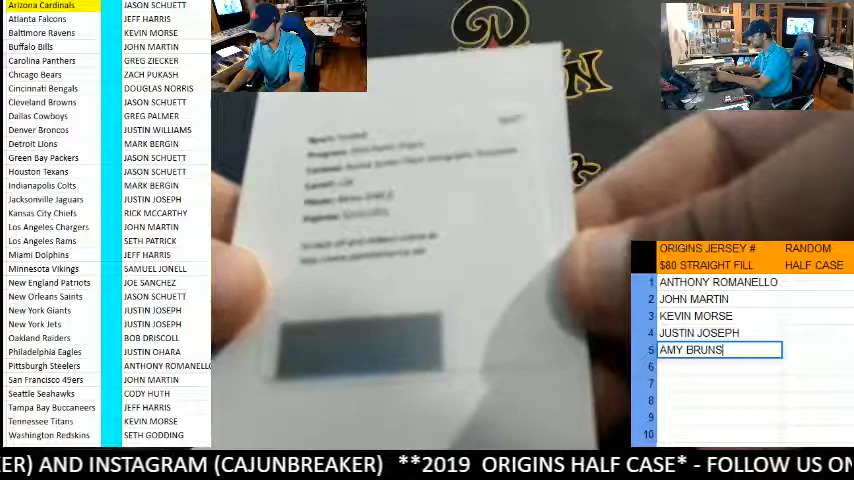 Arizona Cardinals JASON SCHUETT
Atlanta Falcons JEFF HARRIS
Baltimore Ravens KEVIN MORSE
Buffalo Bills JOHN MARTIN
Carolina Panthers GREG ZIECKER
Chicago Bears ZACH PUKASH
Cincinnati Bengals DOUGLAS NORRIS
Cleveland Browns JASON SCHUETT
Dallas Cowboys GREG PALMER
Denver Broncos JUSTIN WILLIAMS
Detroit Lions MARK BERGIN
Green Bay Packers JASON SCHUETT
Houston Texans JASON SCHUETT
Indianapolis Colts MARK BERGIN
Jacksonville Jaguars JUSTIN JOSEPH
Kansas City Chiefs RICK MCCARTHY
Los Angeles Chargers JOHN MARTIN
Los Angeles Rams SETH PATRICK
Miami Dolphins JEFF HARRIS
Minnesota Vikings SAMUEL JONELL
New England Patriots JOE SANCHEZ
New Orleans Saints JASON SCHUETT
New York Giants JUSTIN JOSEPH
New York Jets JUSTIN JOSEPH
Oakland Raiders BOB DRISCOLL
Philadelphia Eagles JUSTIN OHARA
Pittsburgh Steelers ANTHONY ROMANELLO
San Francisco 49ers JOHN MARTIN
Seattle Seahawks CODY HUTH
Tampa Bay Buccaneers JEFF HARRIS
Tennessee Titans KEVIN MORSE
Washington Redskins SETH GODDING
ORIGINS JERSEY # RANDOM
$80 STRAIGHT FILL HALF CASE
1 ANTHONY ROMANELLO
2 JOHN MARTIN
3 KEVIN MORSE
4 JUSTIN JOSEPH
5 AMY BRUNS
6
7
8
9
10
ER) AND INSTAGRAM (CAJUNBREAKER) **2019 ORIGINS HALF CASE* - FOLLOW US ON